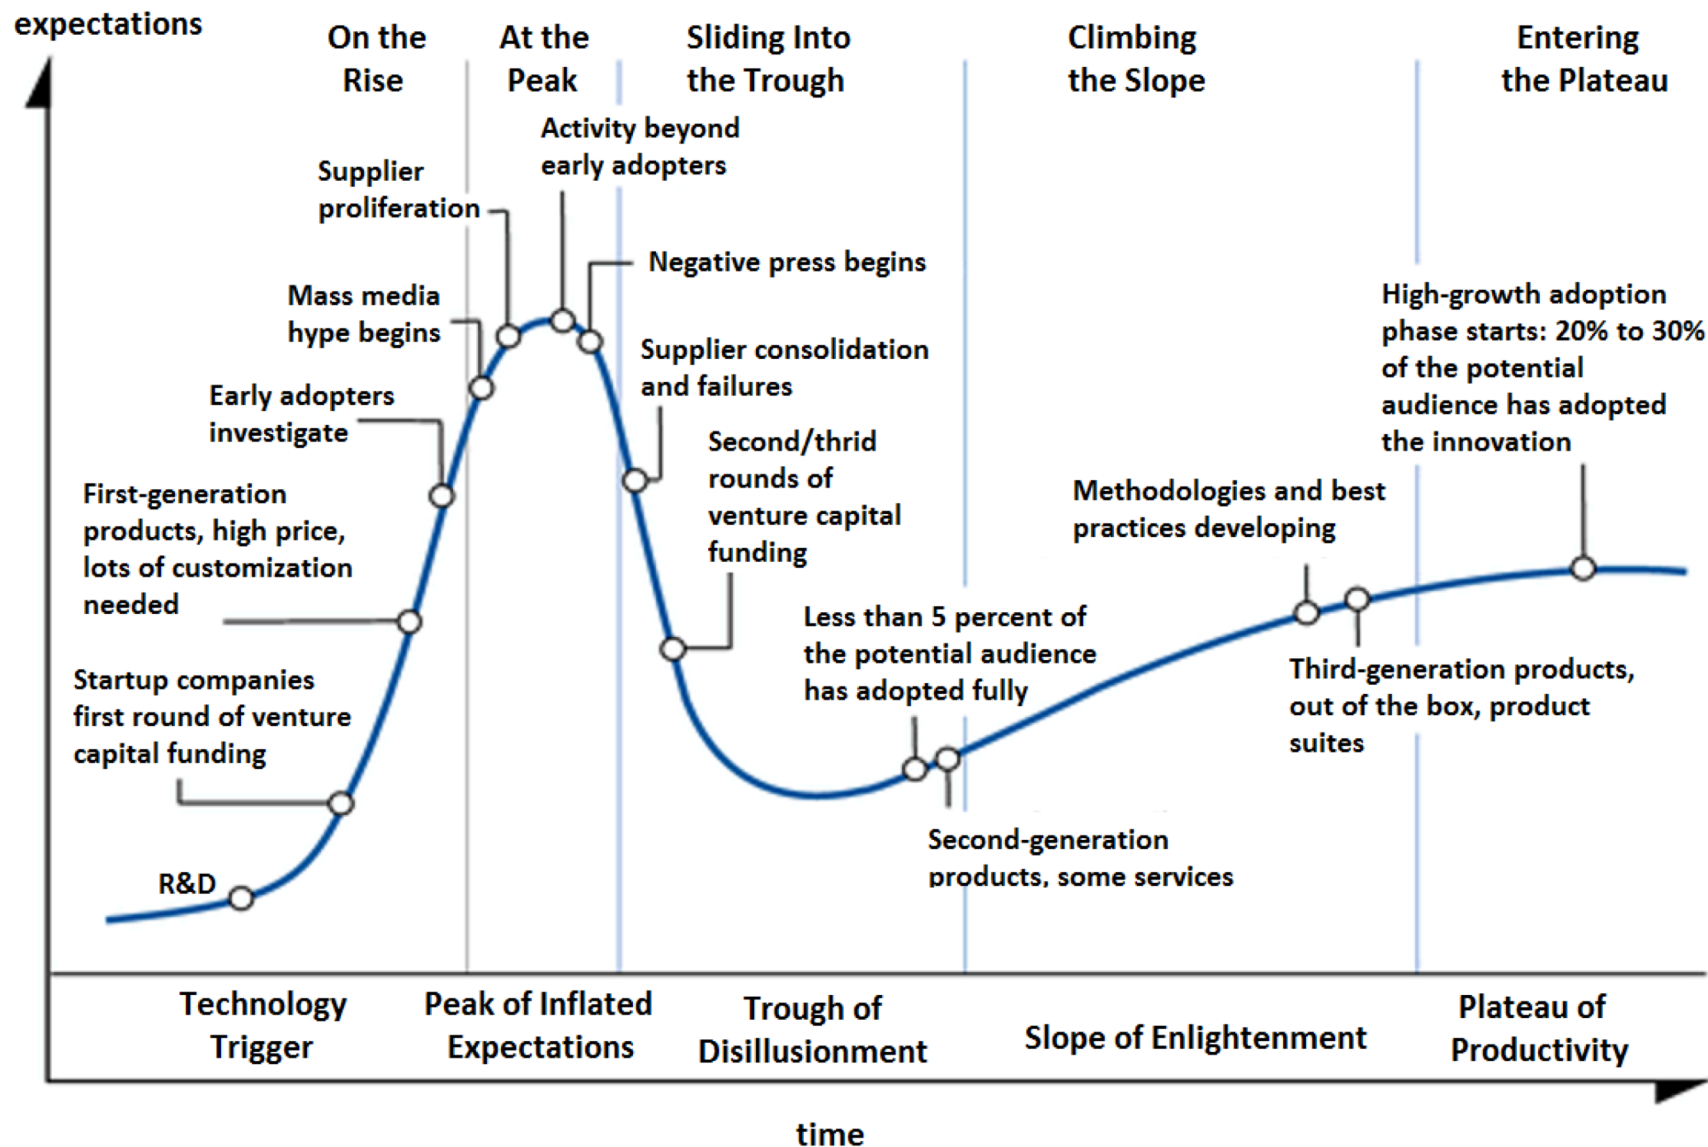 expectations
On the
Rise
At the
Peak
Sliding Into
the Trough
Climbing
the Slope
Entering
the Plateau
Activity beyond
early adopters
Supplier
proliferation
Negative press begins
Mass media
hype begins
High-growth adoption
phase starts: 20% to 30%
of the potential
audience has adopted
the innovation
Supplier consolidation
and failures
Early adopters
investigate
Second/thrid
rounds of
venture capital
funding
First-generation
products, high price,
lots of customization
needed
Methodologies and best
practices developing
Less than 5 percent of
the potential audience
has adopted fully
Startup companies
first round of venture
capital funding
Third-generation products,
out of the box, product
suites
Second-generation
products, some services
R&D
Technology
Trigger
Peak of Inflated
Expectations
Trough of
Disillusionment
Slope of Enlightenment
Plateau of
Productivity
time